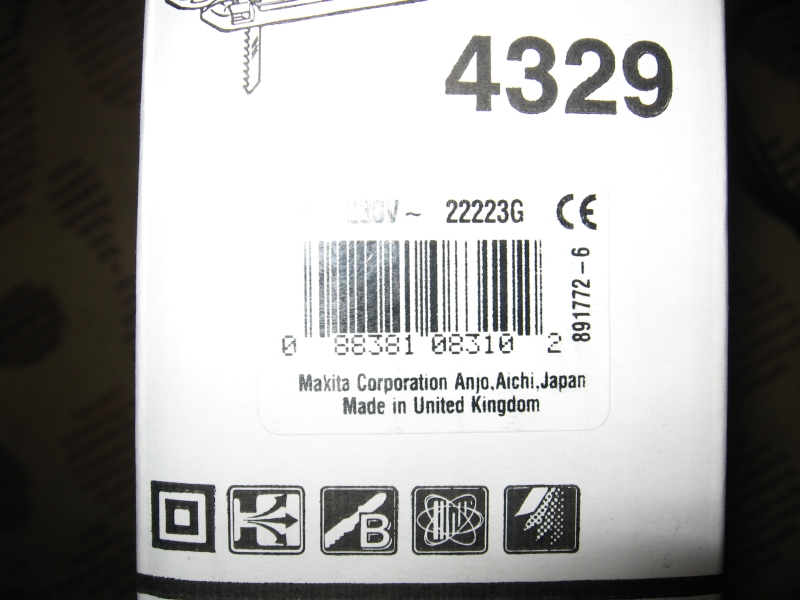 4329
230V ~ 22223G CE
891772-6
0 88381 08310 2
Makita Corporation Anjo,Aichi,Japan
Made in United Kingdom
B